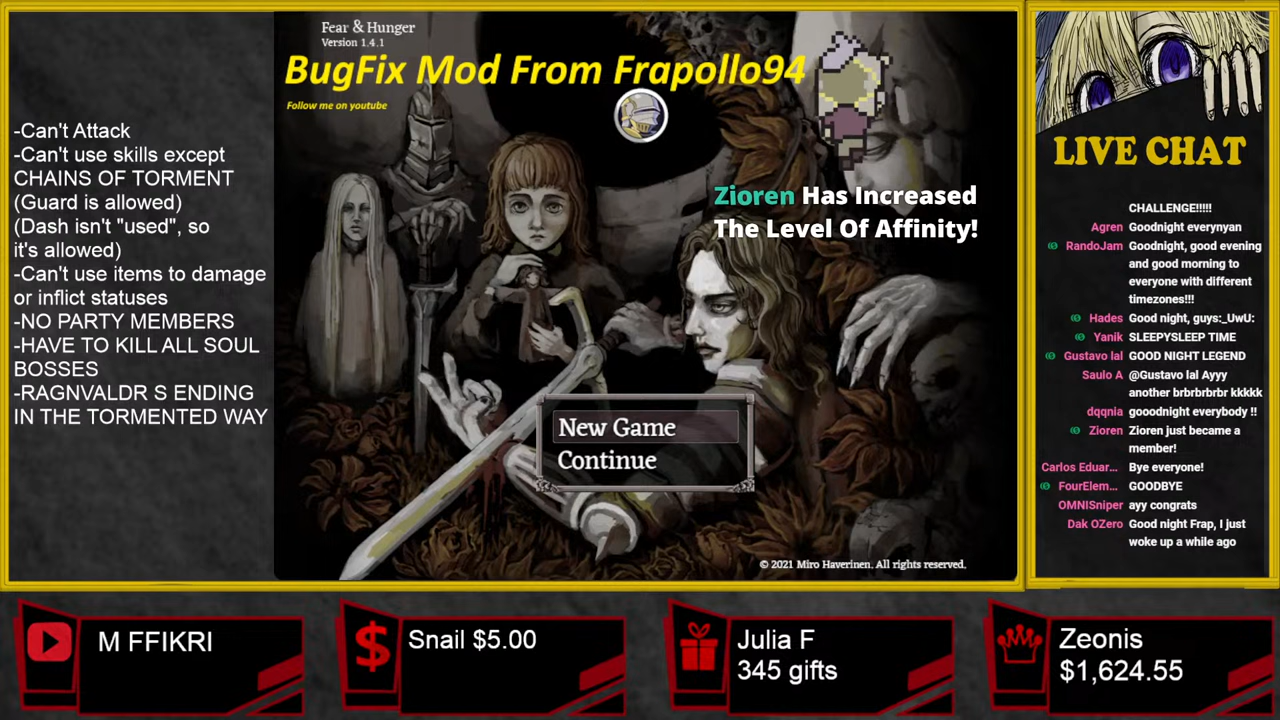 -Can't Attack
-Can't use skills except
CHAINS OF TORMENT
(Guard is allowed)
(Dash isn't "used", so
it's allowed)
-Can't use items to damage
or inflict statuses
-NO PARTY MEMBERS
-HAVE TO KILL ALL SOUL
BOSSES
-RAGNVALDR S ENDING
IN THE TORMENTED WAY
Fear & Hunger
Version 1.4.1
BugFix Mod From Frapollo94
Follow me on youtube
Zioren Has Increased
The Level Of Affinity!
New Game
Continue
© 2021 Miro Haverinen. All rights reserved.
LIVE CHAT
CHALLENGE!!!!!
Agren Goodnight everynyan
RandoJam Goodnight, good evening
and good morning to
everyone with different
timezones!!!
Hades Good night, guys:_UwU:
Yanik SLEEPYSLEEP TIME
Gustavo lal GOOD NIGHT LEGEND
Saulo A @Gustavo lal Ayyy
another brbrbrbrbr kkkkk
dqqnia gooodnight everybody !!
Zioren Zioren just became a
member!
Carlos Eduar... Bye everyone!
FourElem... GOODBYE
OMNISniper ayy congrats
Dak OZero Good night Frap, I just
woke up a while ago
M FFIKRI
Snail $5.00
Julia F
345 gifts
Zeonis
$1,624.55